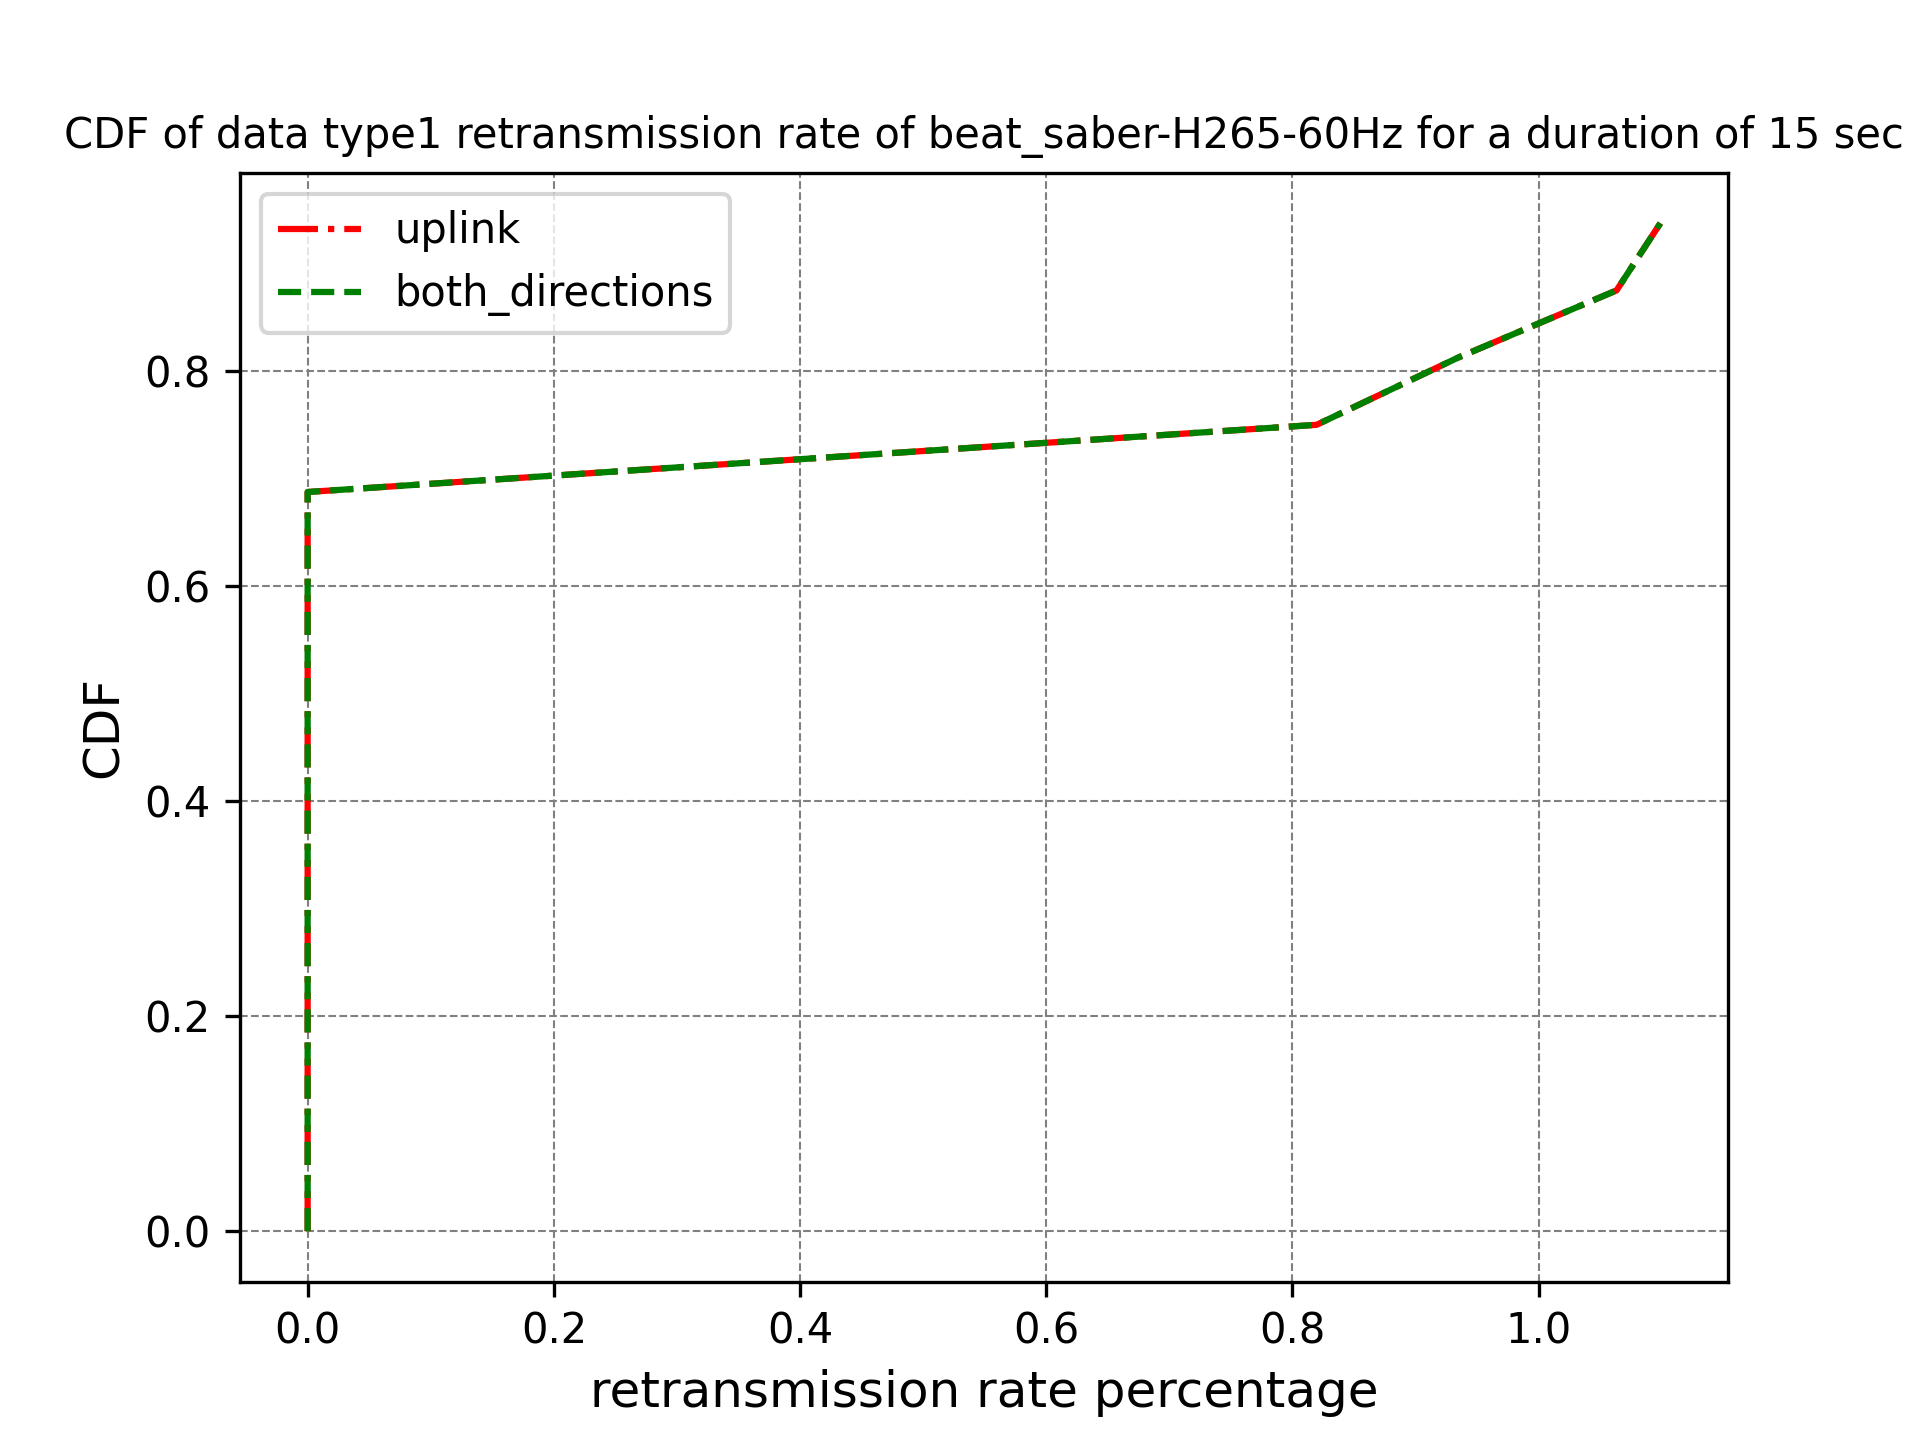 CDF of data type1 retransmission rate of beat_saber-H265-60Hz for a duration of 15 sec
uplink
both_directions
0.8
0.6
0.4
0.2
0.0
CDF
0.0 0.2 0.4 0.6 0.8 1.0
retransmission rate percentage